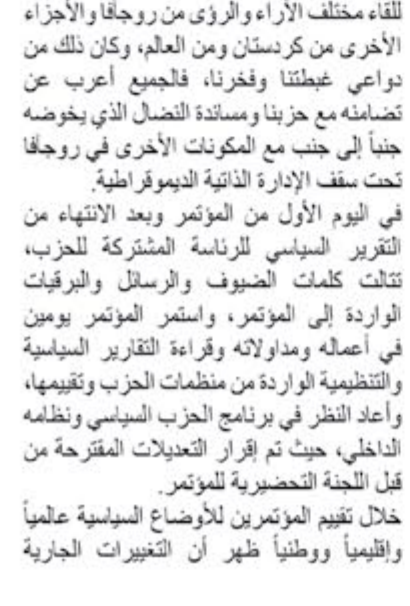 للقاء مختلف الآراء والرؤى من روجآفا والأجزاء
الأخرى من كردستان ومن العالم، وكان ذلك من
دواعي غبطتنا وفخرنا، فالجميع أعرب عن
تضامنه مع حزبنا ومساندة النضال الذي يخوضه
جنباً إلى جنب مع المكونات الأخرى في روجآفا
تحت سقف الإدارة الذاتية الديموقراطية.
في اليوم الأول من المؤتمر وبعد الانتهاء من
التقرير السياسي للرئاسة المشتركة للحزب،
تتالت كلمات الضيوف والرسائل والبرقيات
الواردة إلى المؤتمر، واستمر المؤتمر يومين
في أعماله ومداولاته وقراءة التقارير السياسية
والتنظيمية الواردة من منظمات الحزب وتقييمها،
وأعاد النظر في برنامج الحزب السياسي ونظامه
الداخلي، حيث تم إقرار التعديلات المقترحة من
قبل اللجنة التحضيرية للمؤتمر.
خلال تقييم المؤتمرين للأوضاع السياسية عالمياً
وإقليمياً ووطنياً ظهر أن التغييرات الجارية